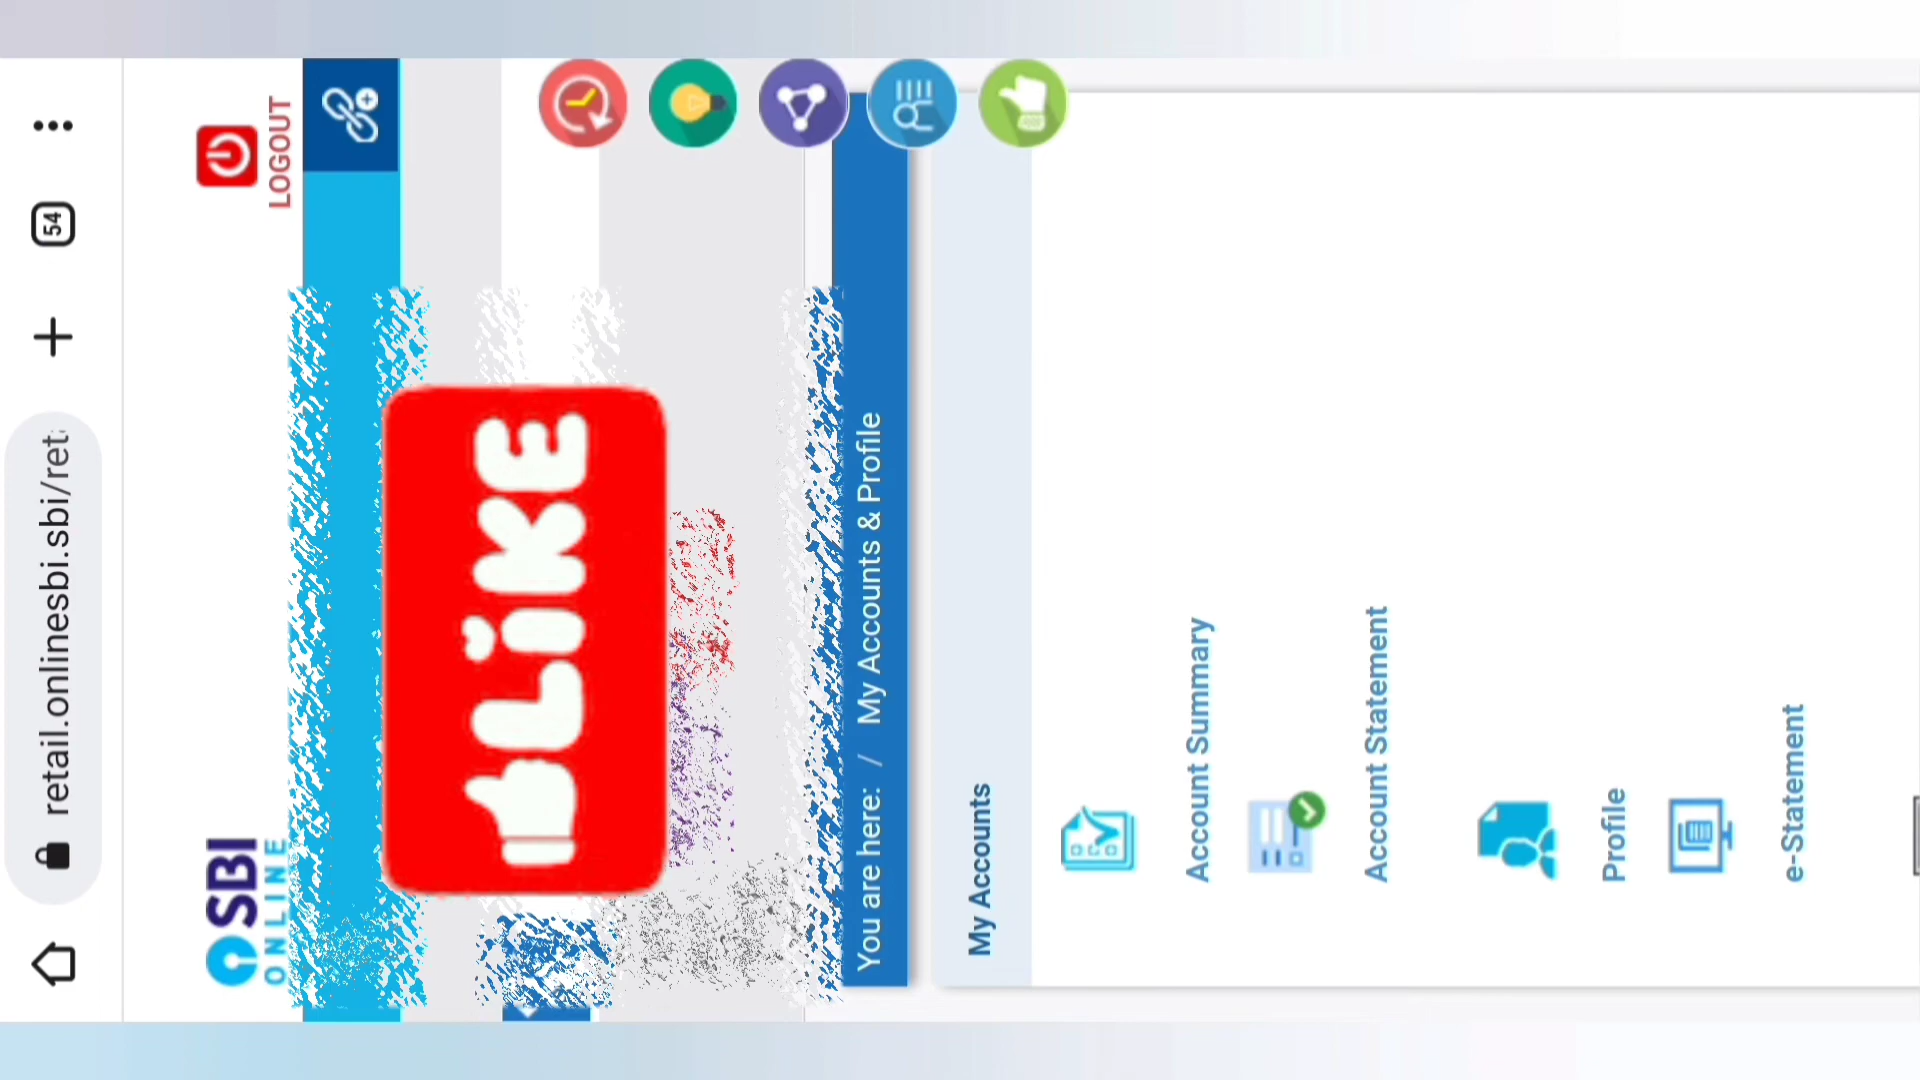 54
retail.onlinesbi.sbi/ret
SBI
ONLINE
LOGOUT
LIKE
You are here: / My Accounts & Profile
My Accounts
Account Summary
Account Statement
Profile
e-Statement